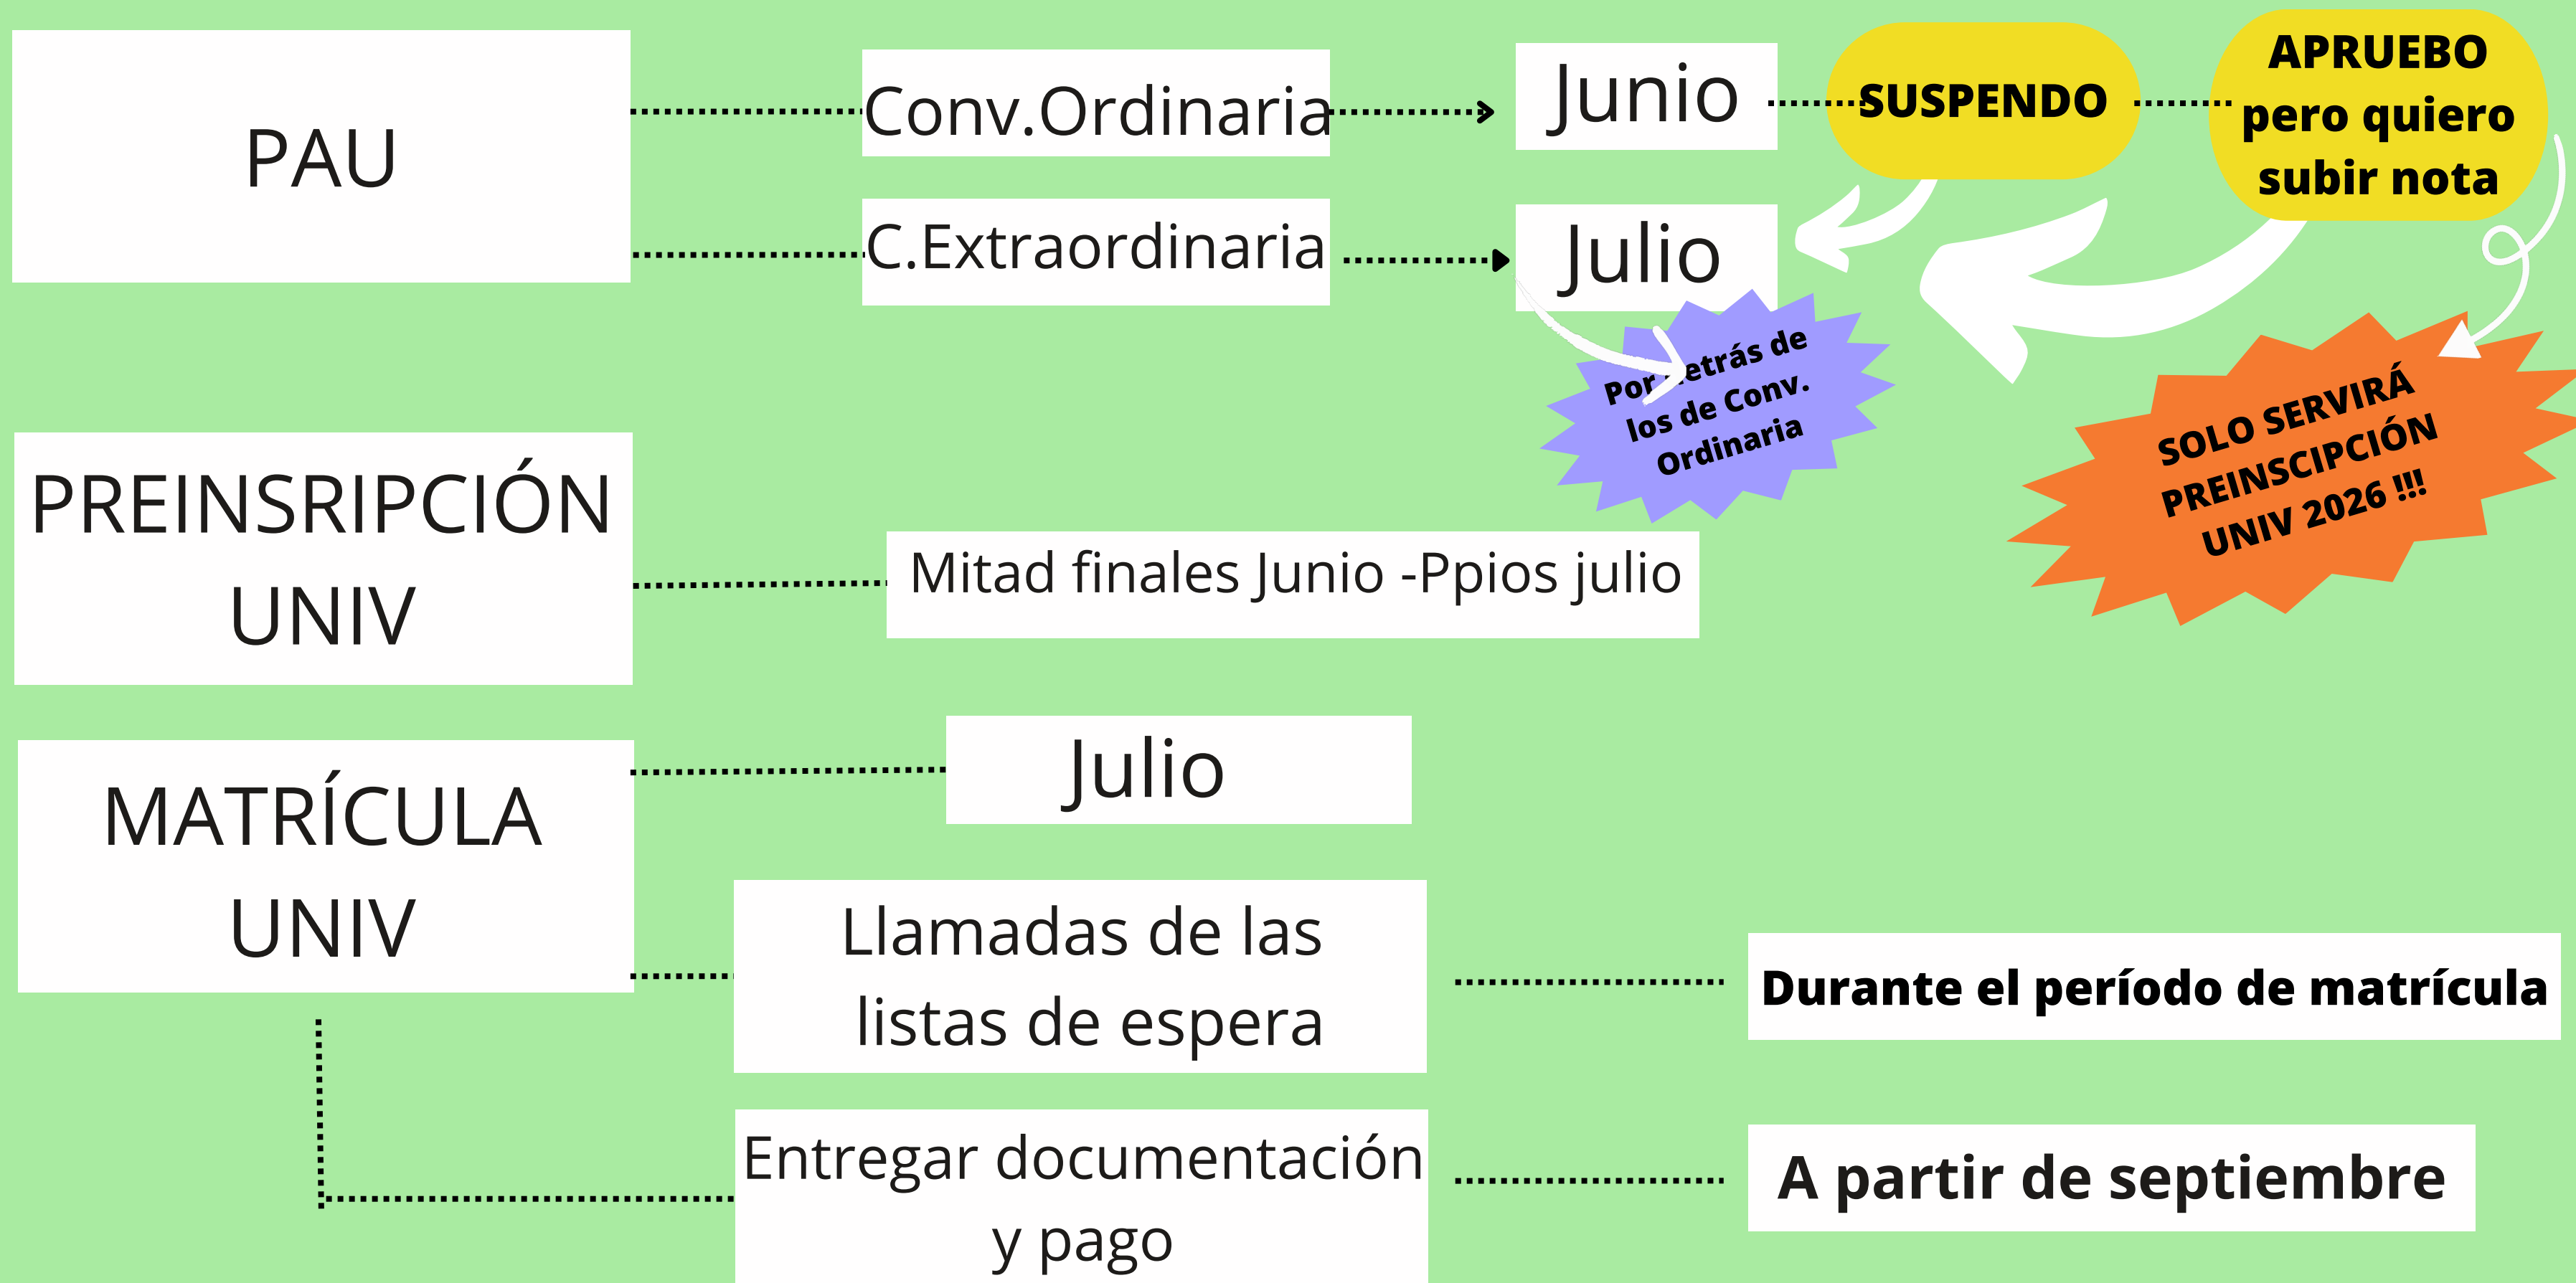 PAU
Conv.Ordinaria
Junio
SUSPENDO
APRUEBO
pero quiero
subir nota
C.Extraordinaria
Julio
Por detrás de
los de Conv.
Ordinaria
SOLO SERVIRÁ
PREINSCIPCIÓN
UNIV 2026 !!!
PREINSRIPCIÓN
UNIV
Mitad finales Junio -Ppios julio
MATRÍCULA
UNIV
Julio
Llamadas de las
listas de espera
Durante el período de matrícula
Entregar documentación
y pago
A partir de septiembre